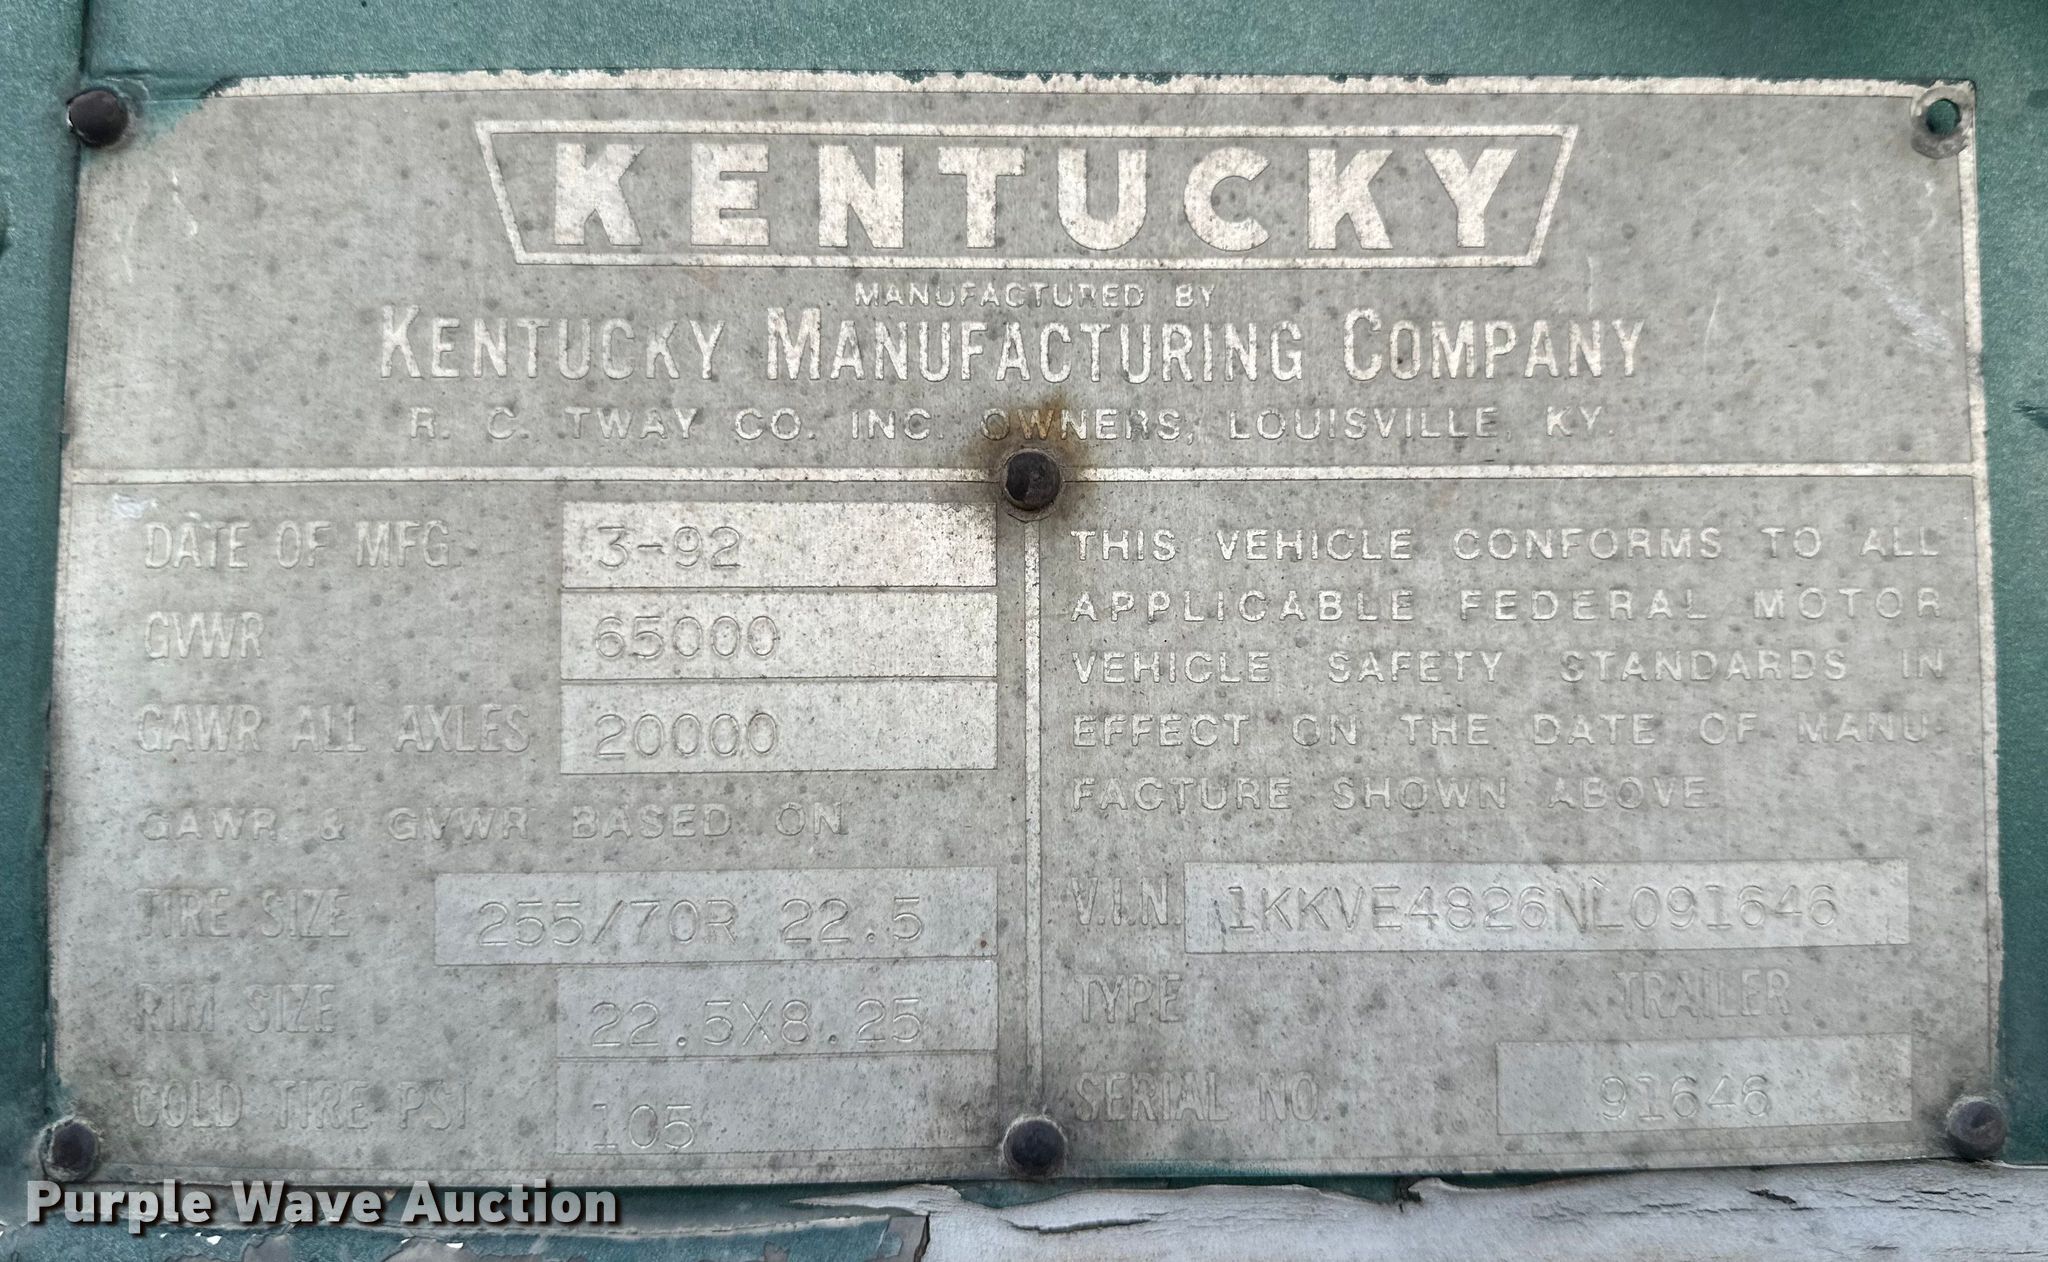 KENTUCKY
MANUFACTURED BY
KENTUCKY MANUFACTURING COMPANY
R. C. TWAY CO. INC. OWNERS, LOUISVILLE, KY.
DATE OF MFG. 3-92
GVWR 65000
GAWR ALL AXLES 20000
GAWR & GVWR BASED ON
TIRE SIZE 255/70R 22.5
RIM SIZE 22.5X8.25
COLD TIRE PSI 105
THIS VEHICLE CONFORMS TO ALL
APPLICABLE FEDERAL MOTOR
VEHICLE SAFETY STANDARDS IN
EFFECT ON THE DATE OF MANU-
FACTURE SHOWN ABOVE
V.I.N. 1KKVE4826NL091646
TYPE TRAILER
SERIAL NO. 91646
Purple Wave Auction